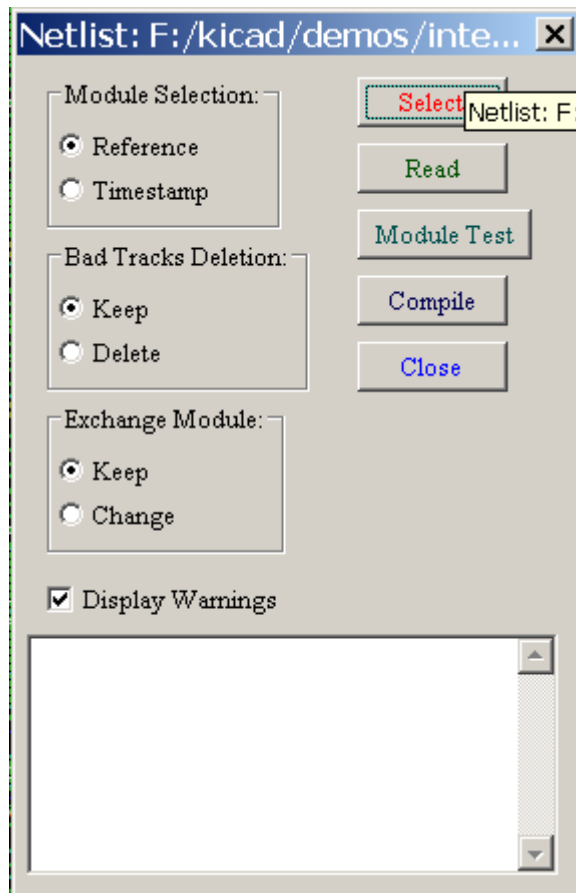 Netlist: F:/kicad/demos/inte...
Module Selection:
Reference
Timestamp
Bad Tracks Deletion:
Keep
Delete
Exchange Module:
Keep
Change
Display Warnings
Select
Netlist: F:
Read
Module Test
Compile
Close